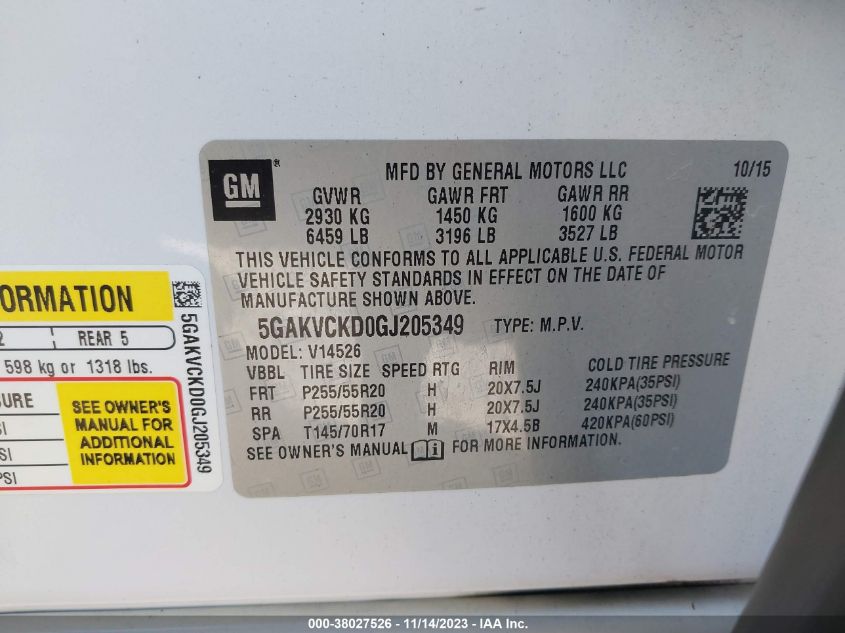 GM
MFD BY GENERAL MOTORS LLC 10/15
GVWR GAWR FRT GAWR RR
2930 KG 1450 KG 1600 KG
6459 LB 3196 LB 3527 LB
THIS VEHICLE CONFORMS TO ALL APPLICABLE U.S. FEDERAL MOTOR
VEHICLE SAFETY STANDARDS IN EFFECT ON THE DATE OF
MANUFACTURE SHOWN ABOVE.
5GAKVCKD0GJ205349 TYPE: M.P.V.
MODEL: V14526
VBBL TIRE SIZE SPEED RTG RIM COLD TIRE PRESSURE
FRT P255/55R20 H 20X7.5J 240KPA(35PSI)
RR P255/55R20 H 20X7.5J 240KPA(35PSI)
SPA T145/70R17 M 17X4.5B 420KPA(60PSI)
SEE OWNER'S MANUAL FOR MORE INFORMATION.
ORMATION
2 REAR 5
598 kg or 1318 lbs.
SURE
SI
SI
PSI
SEE OWNER'S
MANUAL FOR
ADDITIONAL
INFORMATION
5GAKVCKD0GJ205349
000-38027526 - 11/14/2023 - IAA Inc.